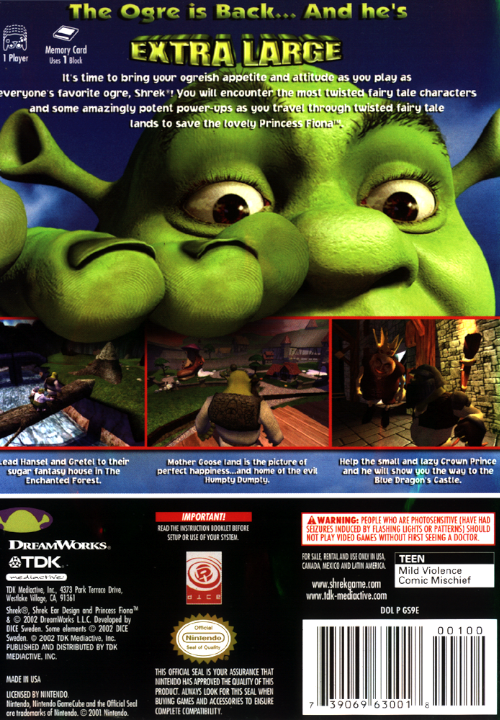 The Ogre is Back... And he's
EXTRA LARGE
1 Player
Memory Card
Uses 1 Block
It's time to bring your ogreish appetite and attitude as you play as
everyone's favorite ogre, Shrek™! You will encounter the most twisted fairy tale characters
and some amazingly potent power-ups as you travel through twisted fairy tale
lands to save the lovely Princess Fiona™.
Lead Hansel and Gretel to their
sugar fantasy house in The
Enchanted Forest.
Mother Goose land is the picture of
perfect happiness...and home of the evil
Humpty Dumpty.
Help the small and lazy Crown Prince
and he will show you the way to the
Blue Dragon's Castle.
DREAMWORKS®
TDK®
mediactive
TDK Mediactive, Inc., 4373 Park Terrace Drive,
Westlake Village, CA, 91361
Shrek®, Shrek Ear Design and Princess Fiona™
& © 2002 DreamWorks L.L.C. Developed by
DICE Sweden. Some elements © 2002 DICE
Sweden. © 2002 TDK Mediactive, Inc.
PUBLISHED AND DISTRIBUTED BY TDK
MEDIACTIVE, INC.
MADE IN USA
LICENSED BY NINTENDO
Nintendo, Nintendo GameCube and the Official Seal
are trademarks of Nintendo. © 2001 Nintendo.
IMPORTANT!
READ THE INSTRUCTION BOOKLET BEFORE
SETUP OR USE OF YOUR SYSTEM.
DICE
Official
Nintendo
Seal of Quality
THIS OFFICIAL SEAL IS YOUR ASSURANCE THAT
NINTENDO HAS APPROVED THE QUALITY OF THIS
PRODUCT. ALWAYS LOOK FOR THIS SEAL WHEN
BUYING GAMES AND ACCESSORIES TO ENSURE
COMPLETE COMPATIBILITY.
WARNING: PEOPLE WHO ARE PHOTOSENSITIVE (HAVE HAD
SEIZURES INDUCED BY FLASHING LIGHTS OR PATTERNS) SHOULD
NOT PLAY VIDEO GAMES WITHOUT FIRST SEEING A DOCTOR.
FOR SALE, RENTAL AND USE ONLY IN USA,
CANADA, MEXICO AND LATIN AMERICA.
www.shrekgame.com
www.tdk-mediactive.com
TEEN
Mild Violence
Comic Mischief
DOL P GS9E
00100
7 39069 63001 8